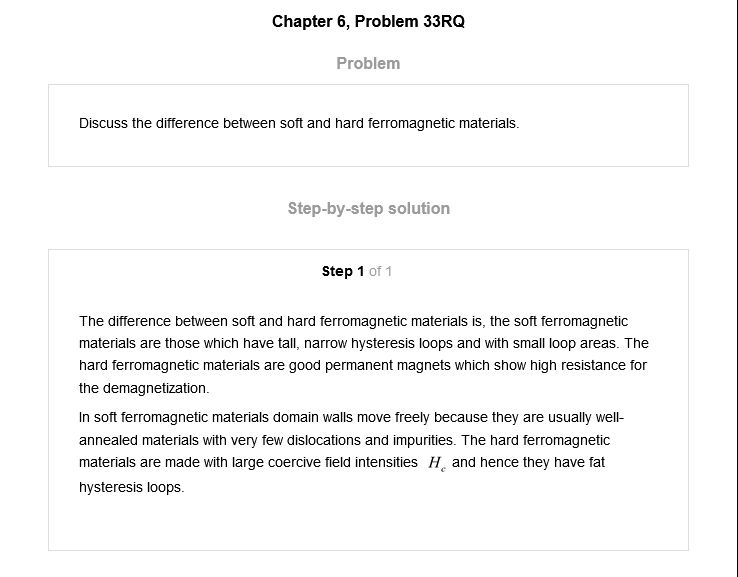 Chapter 6, Problem 33RQ
Problem
Discuss the difference between soft and hard ferromagnetic materials.
Step-by-step solution
Step 1 of 1
The difference between soft and hard ferromagnetic materials is, the soft ferromagnetic
materials are those which have tall, narrow hysteresis loops and with small loop areas. The
hard ferromagnetic materials are good permanent magnets which show high resistance for
the demagnetization.
In soft ferromagnetic materials domain walls move freely because they are usually well-
annealed materials with very few dislocations and impurities. The hard ferromagnetic
materials are made with large coercive field intensities H_c and hence they have fat
hysteresis loops.